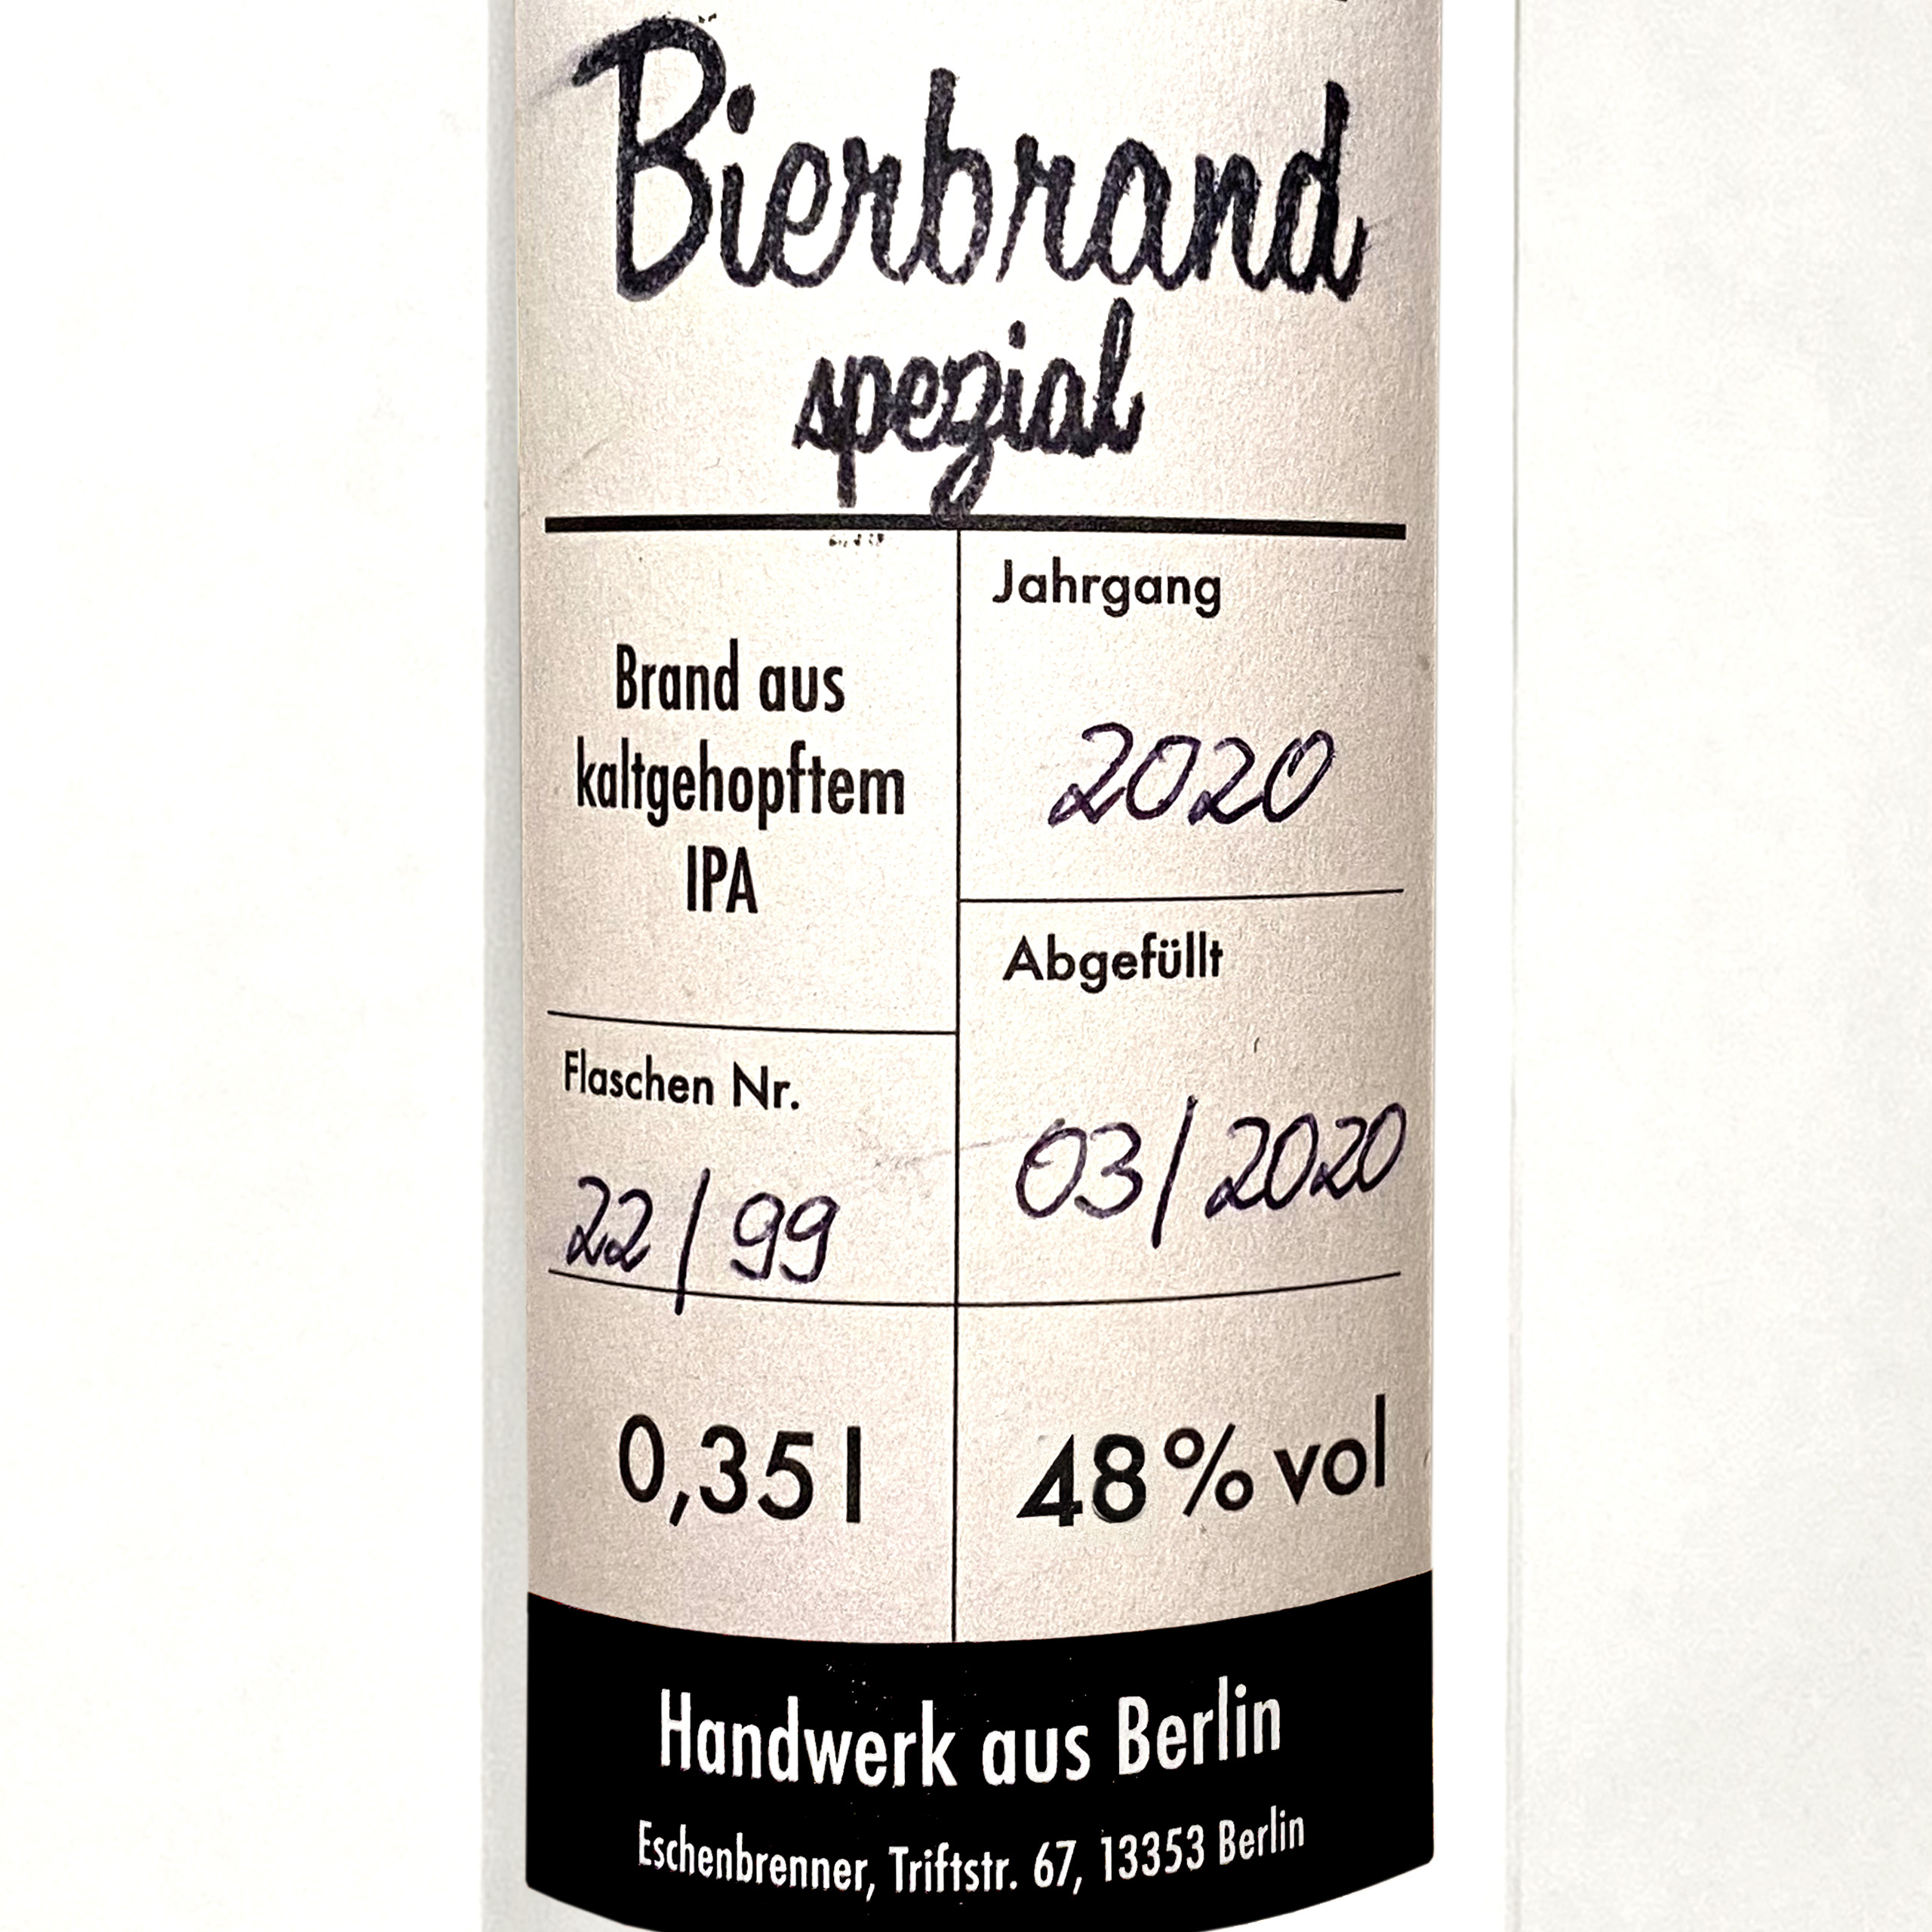 Bierbrand
spezial
Brand aus
kaltgehopftem
IPA
Jahrgang
2020
Abgefüllt
03/2020
Flaschen Nr.
22/99
0,35 l
48% vol
Handwerk aus Berlin
Eschenbrenner, Triftstr. 67, 13353 Berlin